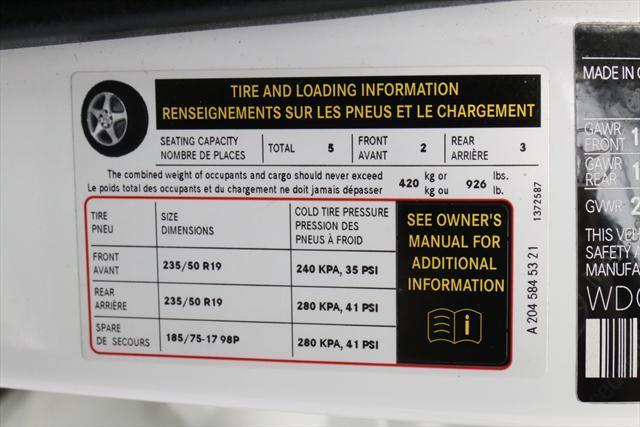 TIRE AND LOADING INFORMATION
RENSEIGNEMENTS SUR LES PNEUS ET LE CHARGEMENT
SEATING CAPACITY
NOMBRE DE PLACES
TOTAL 5
FRONT
AVANT
2
REAR
ARRIÈRE
3
The combined weight of occupants and cargo should never exceed
Le poids total des occupants et du chargement ne doit jamais dépasser
420 kg or
kg ou
926 lbs.
lb.
TIRE
PNEU
SIZE
DIMENSIONS
COLD TIRE PRESSURE
PRESSION DES
PNEUS À FROID
FRONT
AVANT
235/50 R19
240 KPA, 35 PSI
REAR
ARRIÈRE
235/50 R19
280 KPA, 41 PSI
SPARE
DE SECOURS
185/75-17 98P
280 KPA, 41 PSI
SEE OWNER'S
MANUAL FOR
ADDITIONAL
INFORMATION
i
A 204 584 53 21
1372587
MADE IN
GAWR
FRONT 1
GAWR
REAR 1
GVWR 2
THIS VEH
SAFETY A
MANUFA
WDC